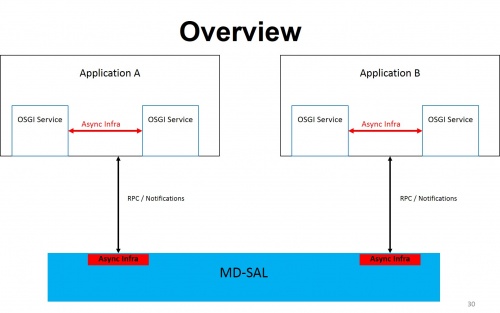 Overview
Application A
Application B
OSGI Service
Async Infra
OSGI Service
OSGI Service
Async Infra
OSGI Service
RPC / Notifications
RPC / Notifications
Async Infra
Async Infra
MD-SAL
30